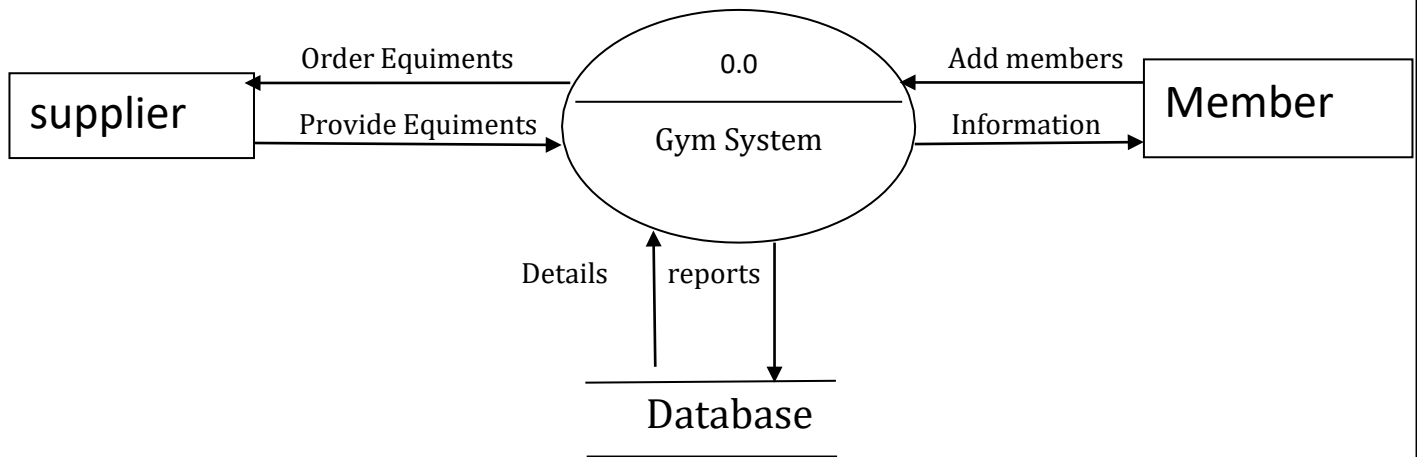 Order Equiments
0.0
Add members
supplier
Member
Provide Equiments
Gym System
Information
Details
reports
Database